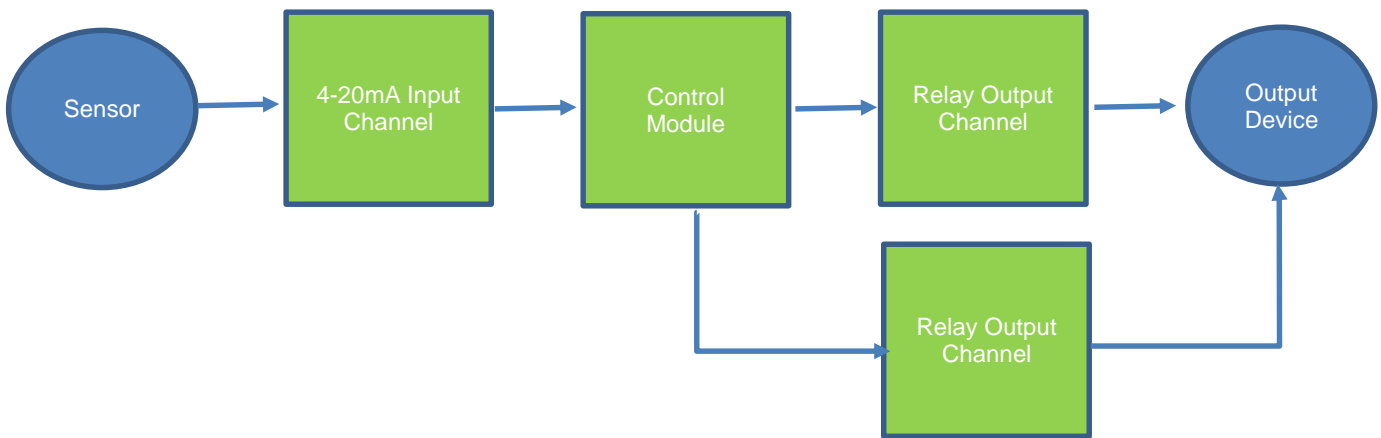 Sensor
4-20mA Input
Channel
Control
Module
Relay Output
Channel
Output
Device
Relay Output
Channel